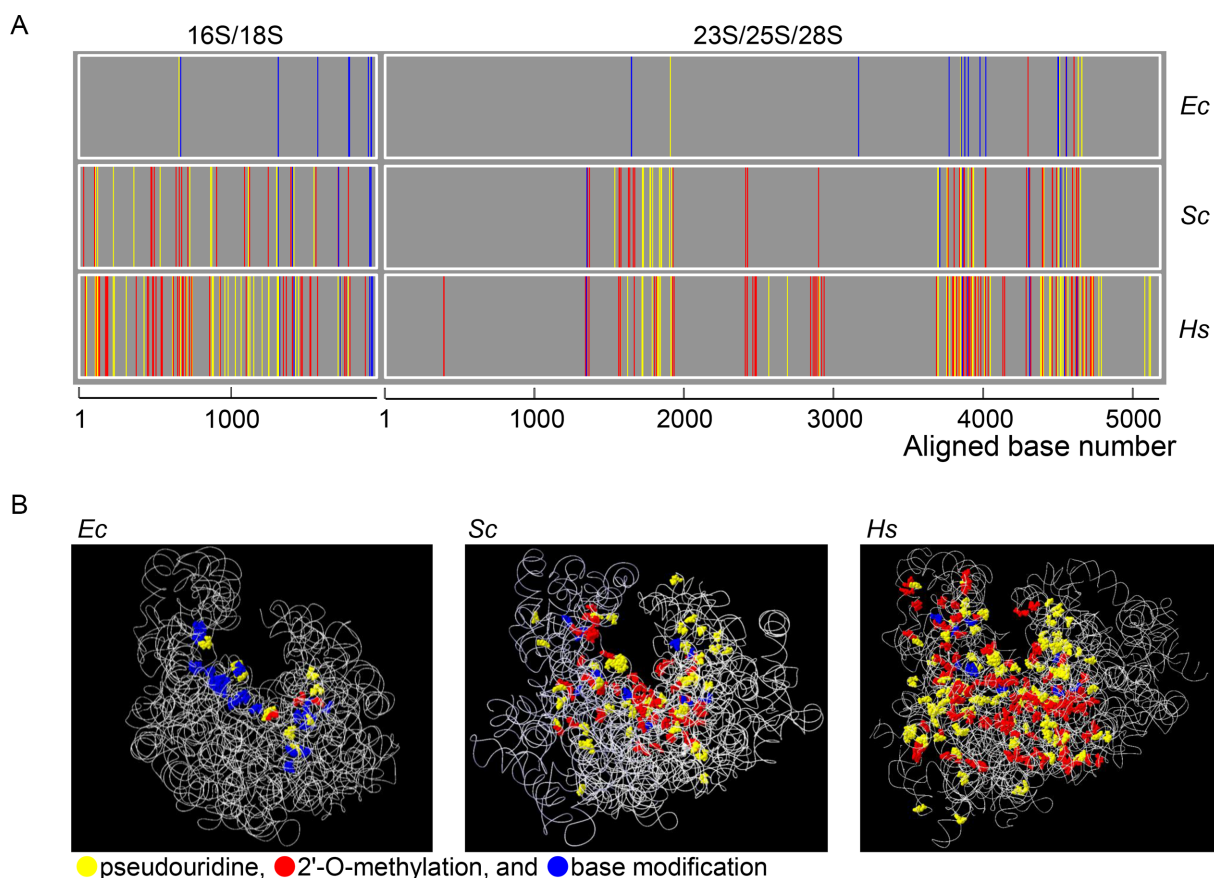 A
16S/18S 23S/25S/28S
Ec
Sc
Hs
1 1000 1 1000 2000 3000 4000 5000
Aligned base number
B
Ec Sc Hs
pseudouridine, 2'-O-methylation, and base modification